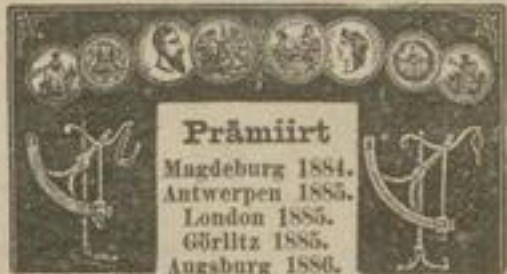 Prämiirt
Magdeburg 1884.
Antwerpen 1885.
London 1885.
Görlitz 1885.
Augsburg 1886.